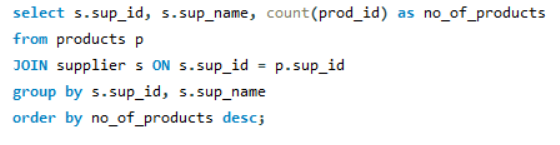 select s.sup_id, s.sup_name, count(prod_id) as no_of_products
from products p
JOIN supplier s ON s.sup_id = p.sup_id
group by s.sup_id, s.sup_name
order by no_of_products desc;